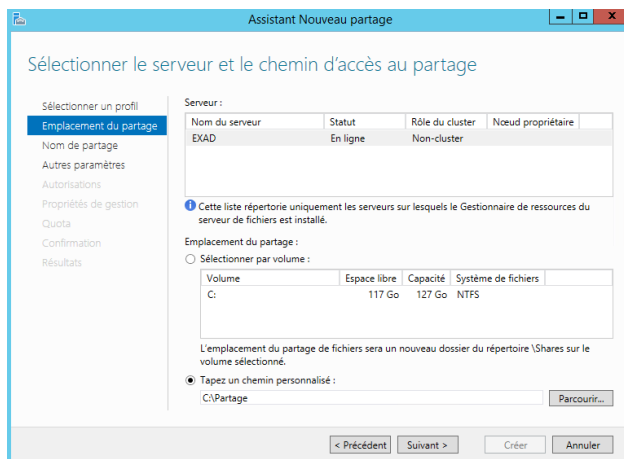 Assistant Nouveau partage
Sélectionner le serveur et le chemin d'accès au partage
Sélectionner un profil
Emplacement du partage
Nom de partage
Autres paramètres
Autorisations
Propriétés de gestion
Quota
Confirmation
Résultats
Serveur :
Nom du serveur Statut Rôle du cluster Nœud propriétaire
EXAD En ligne Non-cluster
Cette liste répertorie uniquement les serveurs sur lesquels le Gestionnaire de ressources du
serveur de fichiers est installé.
Emplacement du partage :
Sélectionner par volume :
Volume Espace libre Capacité Système de fichiers
C: 117 Go 127 Go NTFS
L'emplacement du partage de fichiers sera un nouveau dossier du répertoire \Shares sur le
volume sélectionné.
Tapez un chemin personnalisé :
C:\Partage Parcourir...
< Précédent Suivant > Créer Annuler